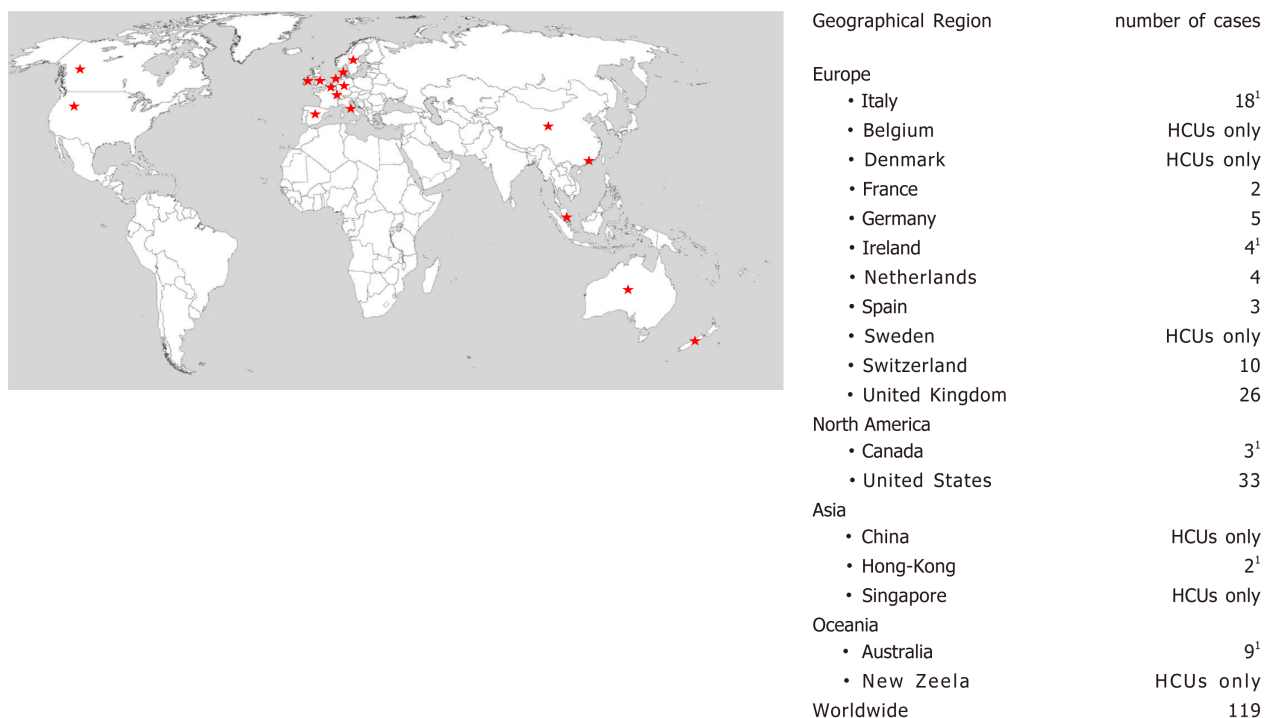 Geographical Region number of cases
Europe
• Italy 18¹
• Belgium HCUs only
• Denmark HCUs only
• France 2
• Germany 5
• Ireland 4¹
• Netherlands 4
• Spain 3
• Sweden HCUs only
• Switzerland 10
• United Kingdom 26
North America
• Canada 3¹
• United States 33
Asia
• China HCUs only
• Hong-Kong 2¹
• Singapore HCUs only
Oceania
• Australia 9¹
• New Zeela HCUs only
Worldwide 119